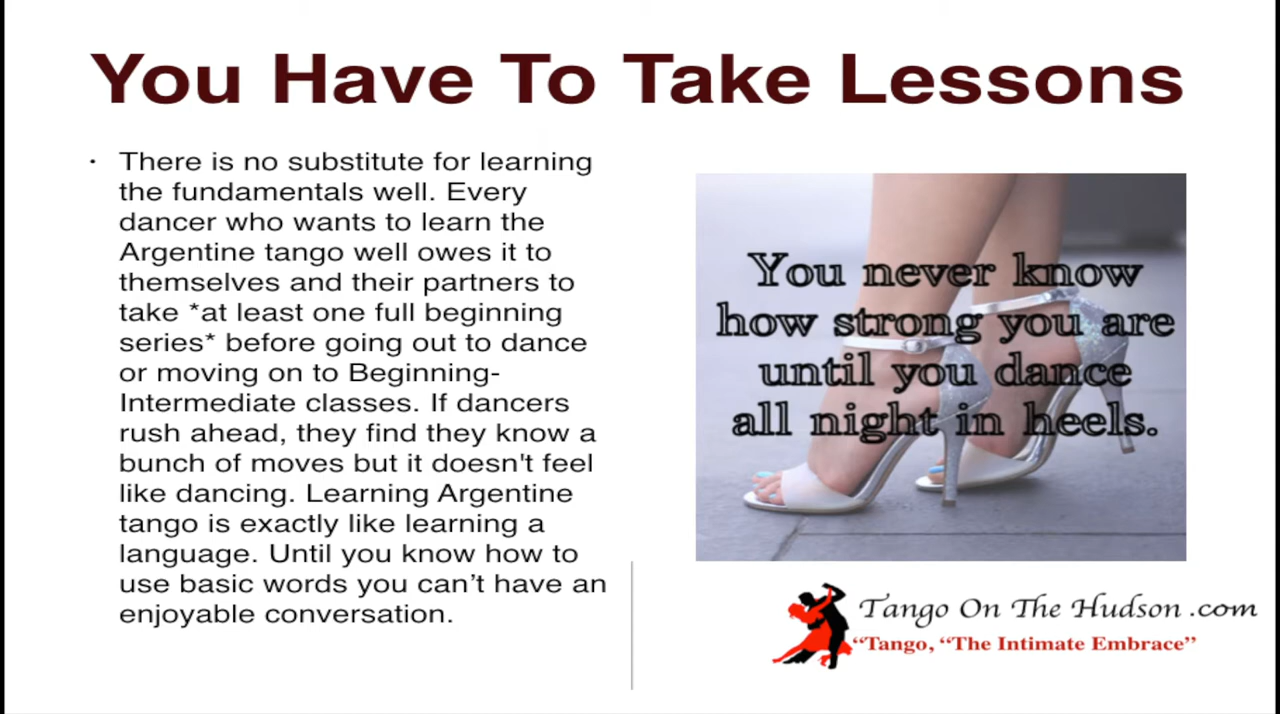 You Have To Take Lessons
• There is no substitute for learning
the fundamentals well. Every
dancer who wants to learn the
Argentine tango well owes it to
themselves and their partners to
take *at least one full beginning
series* before going out to dance
or moving on to Beginning-
Intermediate classes. If dancers
rush ahead, they find they know a
bunch of moves but it doesn't feel
like dancing. Learning Argentine
tango is exactly like learning a
language. Until you know how to
use basic words you can’t have an
enjoyable conversation.
You never know
how strong you are
until you dance
all night in heels.
Tango On The Hudson .com
“Tango, “The Intimate Embrace”